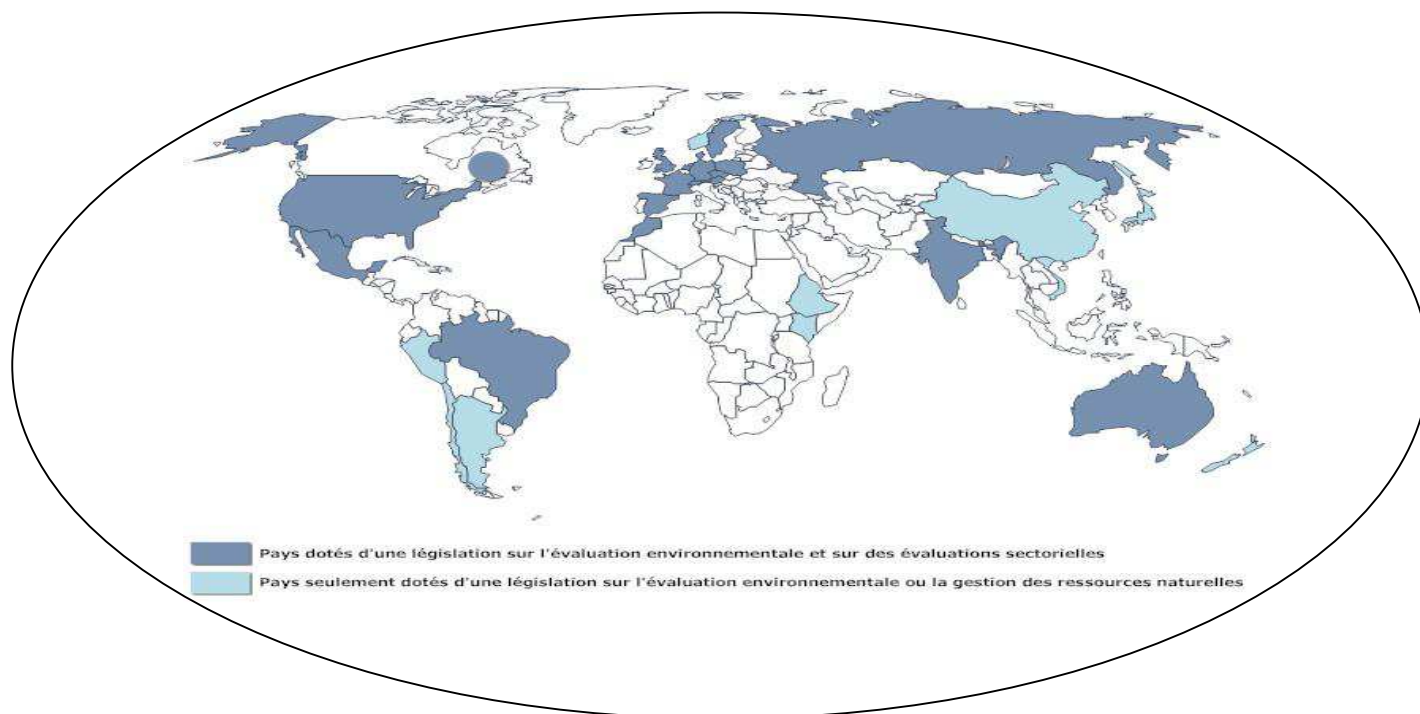 Pays dotés d'une législation sur l'évaluation environnementale et sur des évaluations sectorielles
Pays seulement dotés d'une législation sur l'évaluation environnementale ou la gestion des ressources naturelles